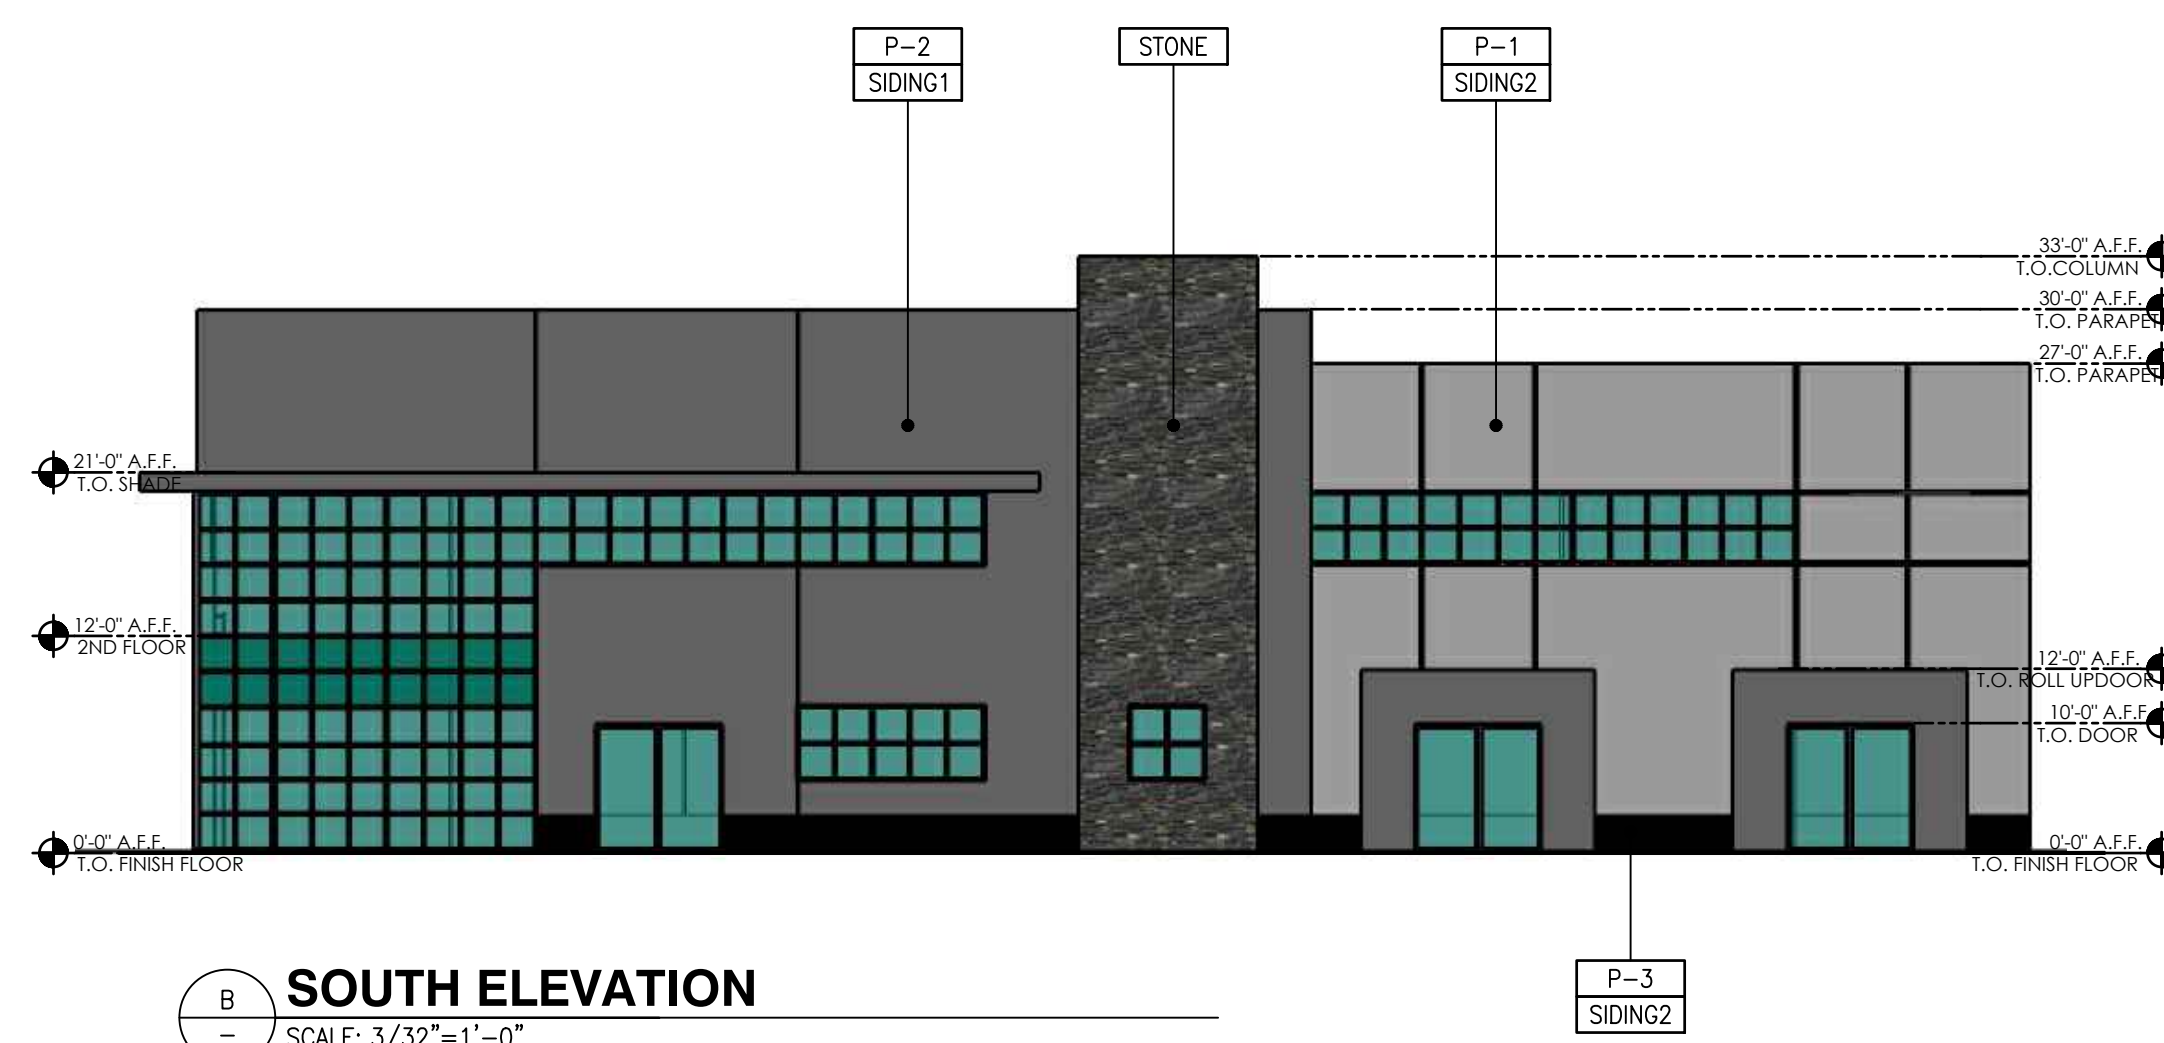 P-2
SIDING1
STONE
P-1
SIDING2
33'-0" A.F.F.
T.O.COLUMN
30'-0" A.F.F.
T.O. PARAPET
27'-0" A.F.F.
T.O. PARAPET
21'-0" A.F.F.
T.O. SHADE
12'-0" A.F.F.
2ND FLOOR
12'-0" A.F.F.
T.O. ROLL UPDOOR
10'-0" A.F.F.
T.O. DOOR
0'-0" A.F.F.
T.O. FINISH FLOOR
0'-0" A.F.F.
T.O. FINISH FLOOR
P-3
SIDING2
B
-
SOUTH ELEVATION
SCALE: 3/32"=1'-0"